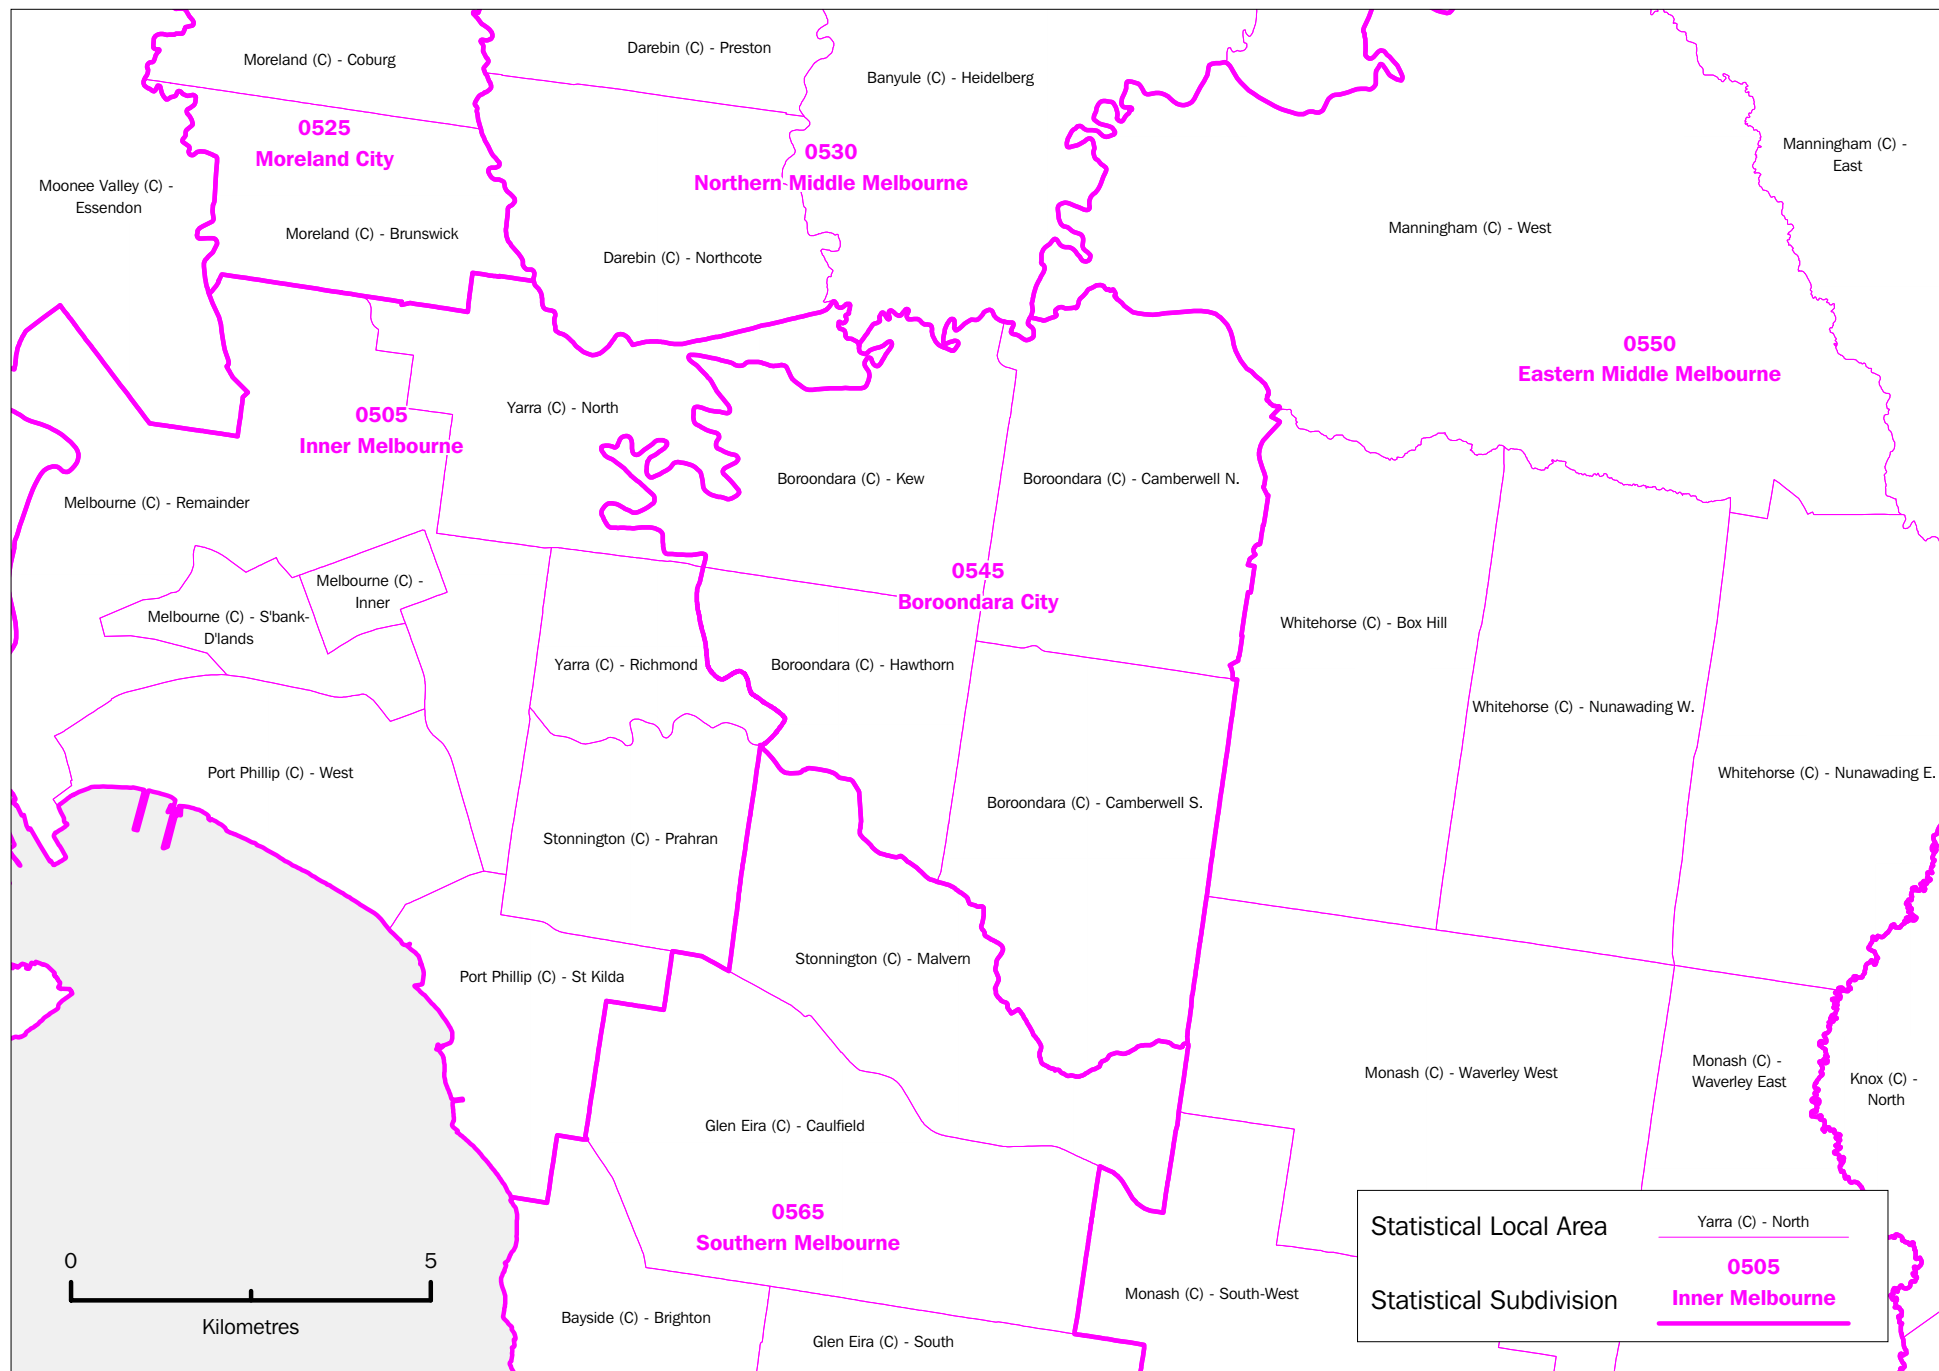 Darebin (C) - Preston
Moreland (C) - Coburg
Banyule (C) - Heidelberg
0525
Moreland City
Manningham (C) -
East
0530
Northern Middle Melbourne
Moonee Valley (C) -
Essendon
Manningham (C) - West
Moreland (C) - Brunswick
Darebin (C) - Northcote
0550
Eastern Middle Melbourne
Yarra (C) - North
0505
Inner Melbourne
Boroondara (C) - Kew
Boroondara (C) - Camberwell N.
Melbourne (C) - Remainder
0545
Boroondara City
Melbourne (C) -
Inner
Melbourne (C) - S'bank-
D'lands
Whitehorse (C) - Box Hill
Yarra (C) - Richmond
Boroondara (C) - Hawthorn
Whitehorse (C) - Nunawading W.
Port Phillip (C) - West
Whitehorse (C) - Nunawading E.
Boroondara (C) - Camberwell S.
Stonnington (C) - Prahran
Stonnington (C) - Malvern
Port Phillip (C) - St Kilda
Monash (C) - Waverley West
Monash (C) -
Waverley East
Knox (C) -
North
Glen Eira (C) - Caulfield
0565
Southern Melbourne
Monash (C) - South-West
Bayside (C) - Brighton
Glen Eira (C) - South
0 5
Kilometres
Statistical Local Area
Yarra (C) - North
Statistical Subdivision
0505
Inner Melbourne